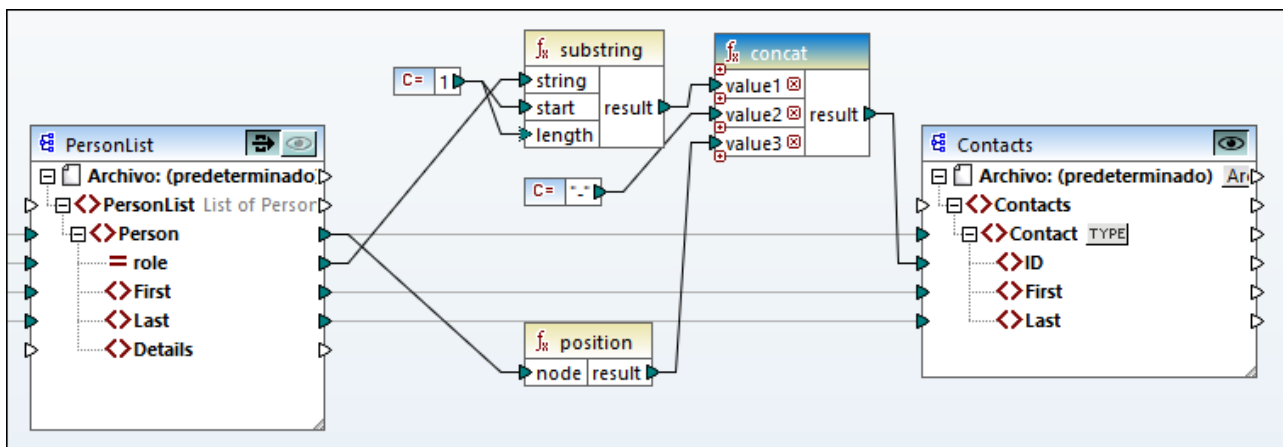 substring
string
start
length
result
C= 1
concat
value1
value2
value3
result
C= "-"
PersonList
Archivo: (predeterminado)
PersonList List of Person
Person
= role
First
Last
Details
position
node
result
Contacts
Archivo: (predeterminado) Ar
Contacts
Contact TYPE
ID
First
Last